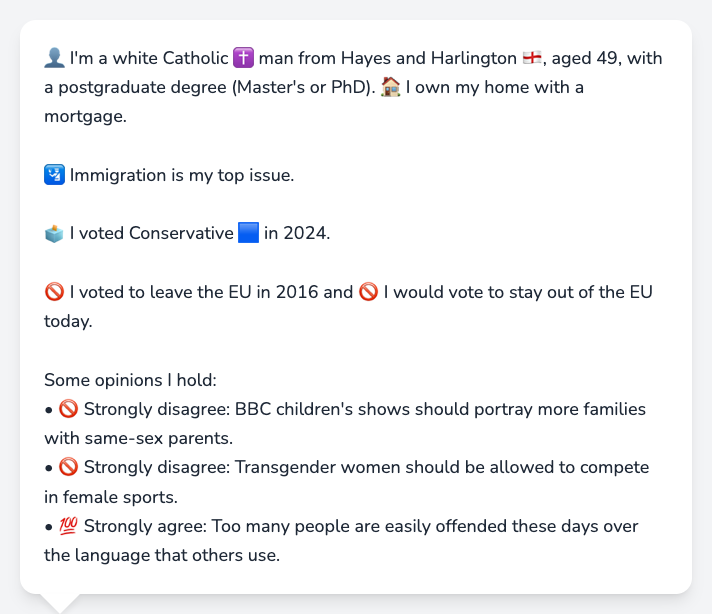 👤 I'm a white Catholic ✝️ man from Hayes and Harlington 🏴󠁧󠁢󠁥󠁮󠁧󠁿, aged 49, with
a postgraduate degree (Master's or PhD). 🏠 I own my home with a
mortgage.
🛂 Immigration is my top issue.
🗳️ I voted Conservative 🟦 in 2024.
🚫 I voted to leave the EU in 2016 and 🚫 I would vote to stay out of the EU
today.
Some opinions I hold:
• 🚫 Strongly disagree: BBC children's shows should portray more families
with same-sex parents.
• 🚫 Strongly disagree: Transgender women should be allowed to compete
in female sports.
• 💯 Strongly agree: Too many people are easily offended these days over
the language that others use.